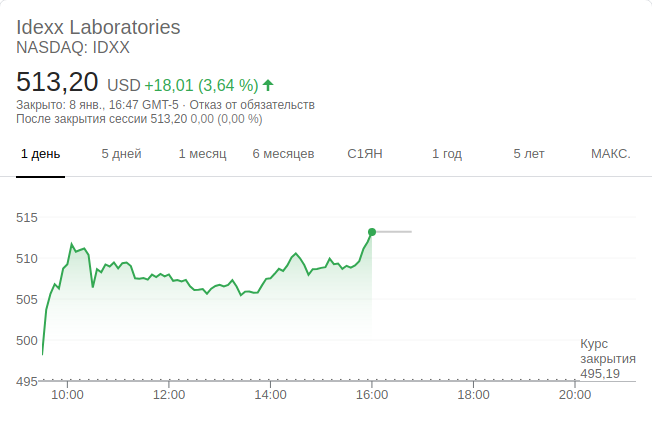 Idexx Laboratories
NASDAQ: IDXX
513,20 USD +18,01 (3,64 %)
Закрыто: 8 янв., 16:47 GMT-5 · Отказ от обязательств
После закрытия сессии 513,20 0,00 (0,00 %)
1 день 5 дней 1 месяц 6 месяцев С1ЯН 1 год 5 лет МАКС.
515
510
505
500
Курс
закрытия
495,19
495
10:00 12:00 14:00 16:00 18:00 20:00